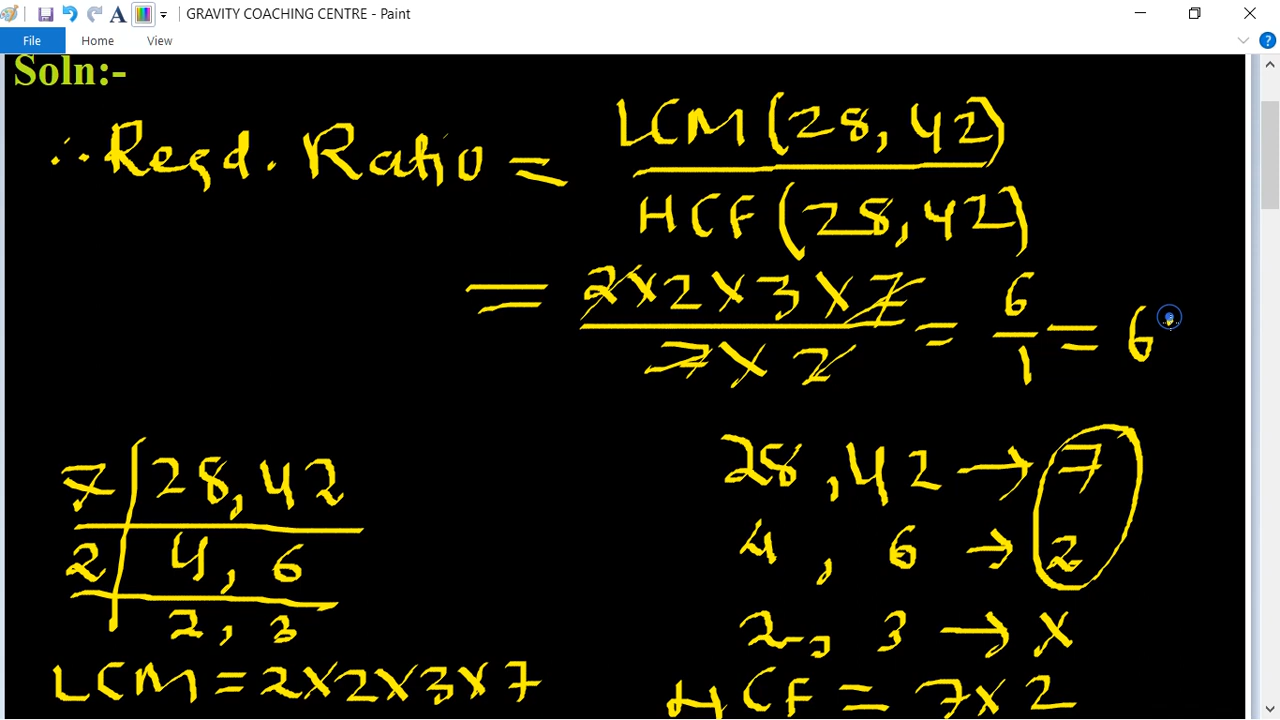 GRAVITY COACHING CENTRE - Paint
File Home View
Soln:-
∴ Reqd. Ratio = LCM(28, 42)
HCF(28, 42)
= 2×2×3×7 = 6 = 6
7×2 1
7 28, 42
2 4, 6
2, 3
LCM = 2×2×3×7
28, 42 → 7
4, 6 → 2
2, 3 → ×
HCF = 7×2